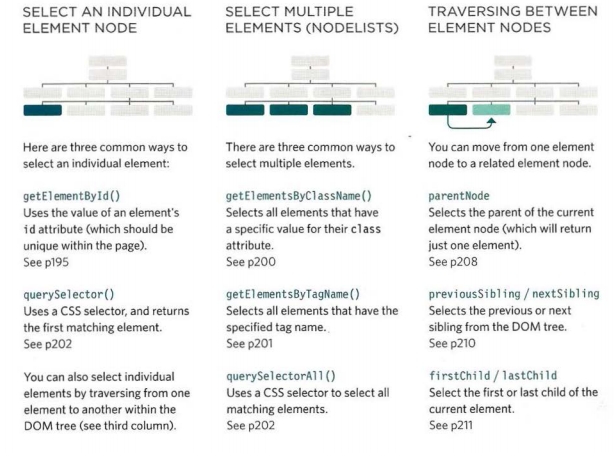 SELECT AN INDIVIDUAL
ELEMENT NODE
Here are three common ways to
select an individual element:
getElementById()
Uses the value of an element's
id attribute (which should be
unique within the page).
See p195
querySelector()
Uses a CSS selector, and returns
the first matching element.
See p202
You can also select individual
elements by traversing from one
element to another within the
DOM tree (see third column).
SELECT MULTIPLE
ELEMENTS (NODELISTS)
There are three common ways to
select multiple elements.
getElementsByClassName()
Selects all elements that have
a specific value for their class
attribute.
See p200
getElementsByTagName()
Selects all elements that have the
specified tag name.
See p201
querySelectorAll()
Uses a CSS selector to select all
matching elements.
See p202
TRAVERSING BETWEEN
ELEMENT NODES
You can move from one element
node to a related element node.
parentNode
Selects the parent of the current
element node (which will return
just one element).
See p208
previousSibling / nextSibling
Selects the previous or next
sibling from the DOM tree.
See p210
firstChild / lastChild
Select the first or last child of the
current element.
See p211